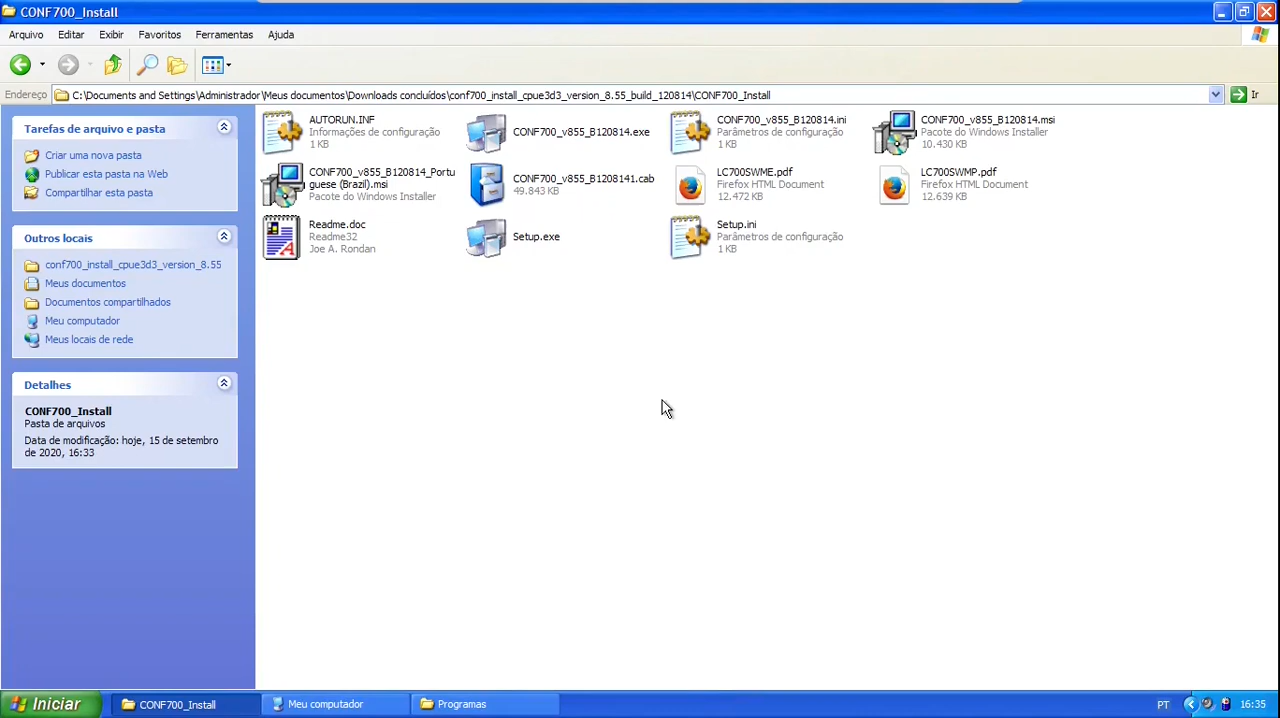 CONF700_Install
Arquivo Editar Exibir Favoritos Ferramentas Ajuda
Endereço C:\Documents and Settings\Administrador\Meus documentos\Downloads concluídos\conf700_install_cpue3d3_version_8.55_build_120814\CONF700_Install Ir
Tarefas de arquivo e pasta
Criar uma nova pasta
Publicar esta pasta na Web
Compartilhar esta pasta
Outros locais
conf700_install_cpue3d3_version_8.55
Meus documentos
Documentos compartilhados
Meu computador
Meus locais de rede
Detalhes
CONF700_Install
Pasta de arquivos
Data de modificação: hoje, 15 de setembro
de 2020, 16:33
AUTORUN.INF
Informações de configuração
1 KB
CONF700_v855_B120814.exe
CONF700_v855_B120814.ini
Parâmetros de configuração
1 KB
CONF700_v855_B120814.msi
Pacote do Windows Installer
10.430 KB
CONF700_v855_B120814_Portu
guese (Brazil).msi
Pacote do Windows Installer
CONF700_v855_B1208141.cab
49.843 KB
LC700SWME.pdf
Firefox HTML Document
12.472 KB
LC700SWMP.pdf
Firefox HTML Document
12.639 KB
Readme.doc
Readme32
Joe A. Rondan
Setup.exe
Setup.ini
Parâmetros de configuração
1 KB
Iniciar CONF700_Install Meu computador Programas PT 16:35